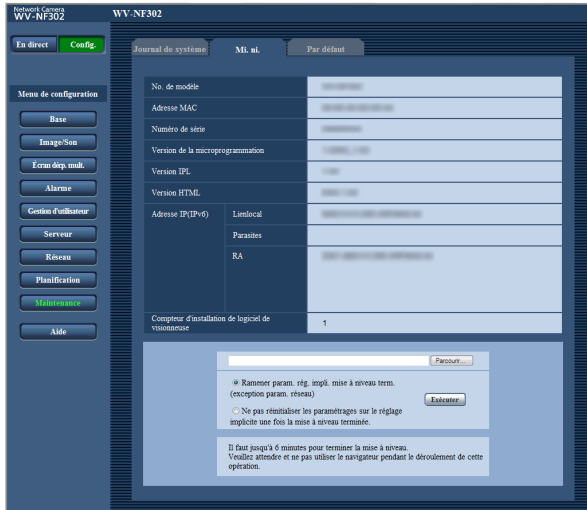 Network Camera
WV-NF302
WV-NF302
En direct
Config.
Journal de système
Mi. ni.
Par défaut
Menu de configuration
Base
Image/Son
Écran dép. mult.
Alarme
Gestion d'utilisateur
Serveur
Réseau
Planification
Maintenance
Aide
No. de modèle
Adresse MAC
Numéro de série
Version de la microprogrammation
Version IPL
Version HTML
Adresse IP(IPv6)
Lienlocal
Parasites
RA
Compteur d'installation de logiciel de
visionneuse
1
Parcourir...
Ramener param. rég. impli. mise à niveau term.
(exception param. réseau)
Exécuter
Ne pas réinitialiser les paramétrages sur le réglage
implicite une fois la mise à niveau terminée.
Il faut jusqu'à 6 minutes pour terminer la mise à niveau.
Veuillez attendre et ne pas utiliser le navigateur pendant le déroulement de cette
opération.